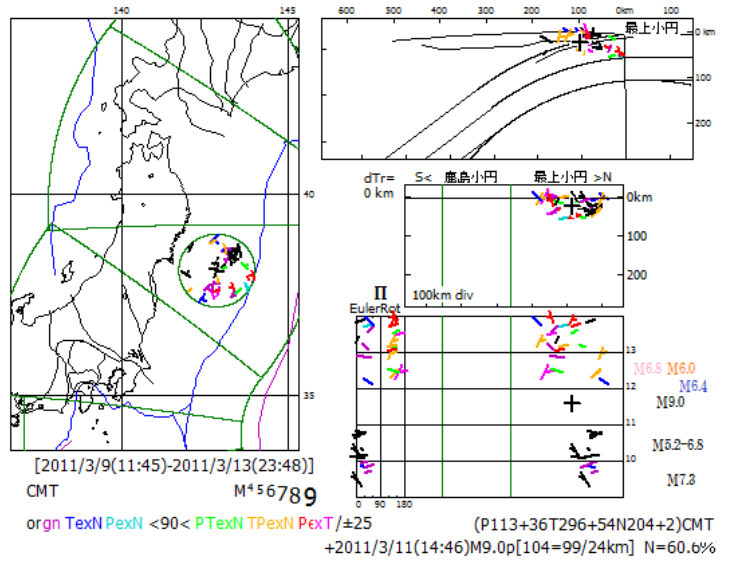 140 145
600 500 400 300 200 100 0km 100
最上小円
0 km
100
200
40
35
dTr= S< 鹿島小円 最上小円 >N
0 km
0km
100
200
Π 100km div
EulerRot
13
M6.8 M6.0
12 M6.4
M9.0
11
M5.2-6.8
10
M7.3
0 90 180
[2011/3/9(11:45)-2011/3/13(23:48)]
CMT M456789
orgn TexN PexN <90< PTexN TPexN PexT/±25
(P113+36T296+54N204+2)CMT
+2011/3/11(14:46)M9.0p[104=99/24km] N=60.6%